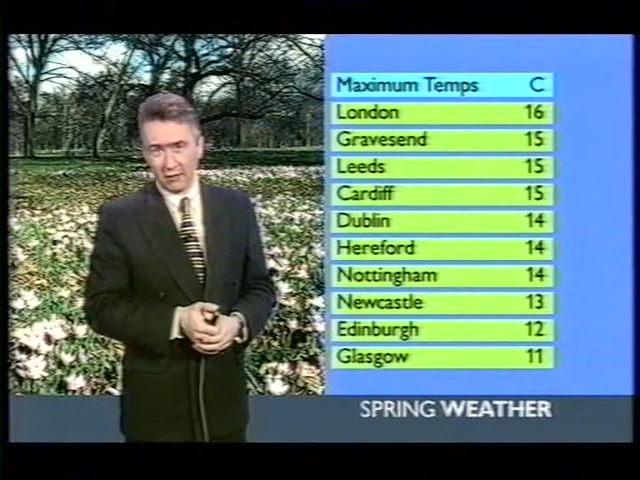 Maximum Temps C
London 16
Gravesend 15
Leeds 15
Cardiff 15
Dublin 14
Hereford 14
Nottingham 14
Newcastle 13
Edinburgh 12
Glasgow 11
SPRING WEATHER